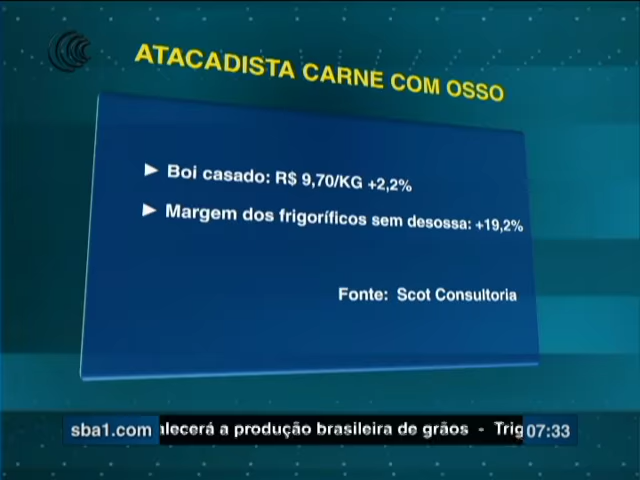 ATACADISTA CARNE COM OSSO
► Boi casado: R$ 9,70/KG +2,2%
► Margem dos frigoríficos sem desossa: +19,2%
Fonte: Scot Consultoria
sba1.com alecerá a produção brasileira de grãos - Trig 07:33